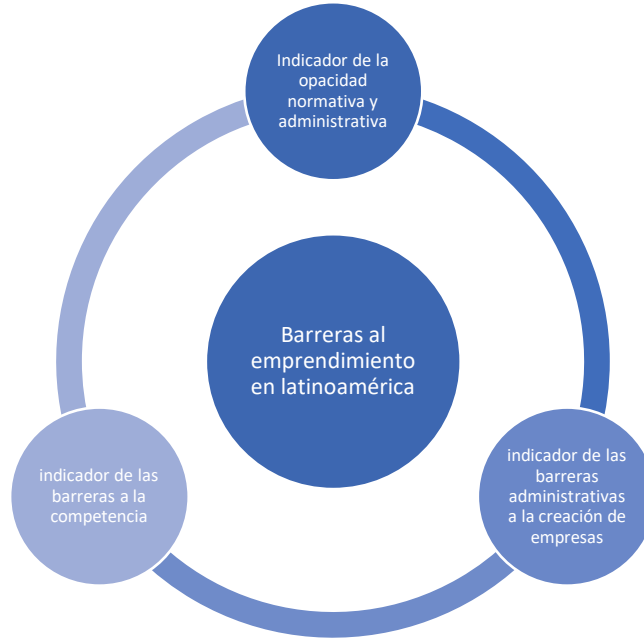 Indicador de la
opacidad
normativa y
administrativa
Barreras al
emprendimiento
en latinoamérica
indicador de las
barreras a la
competencia
indicador de las
barreras
administrativas
a la creación de
empresas